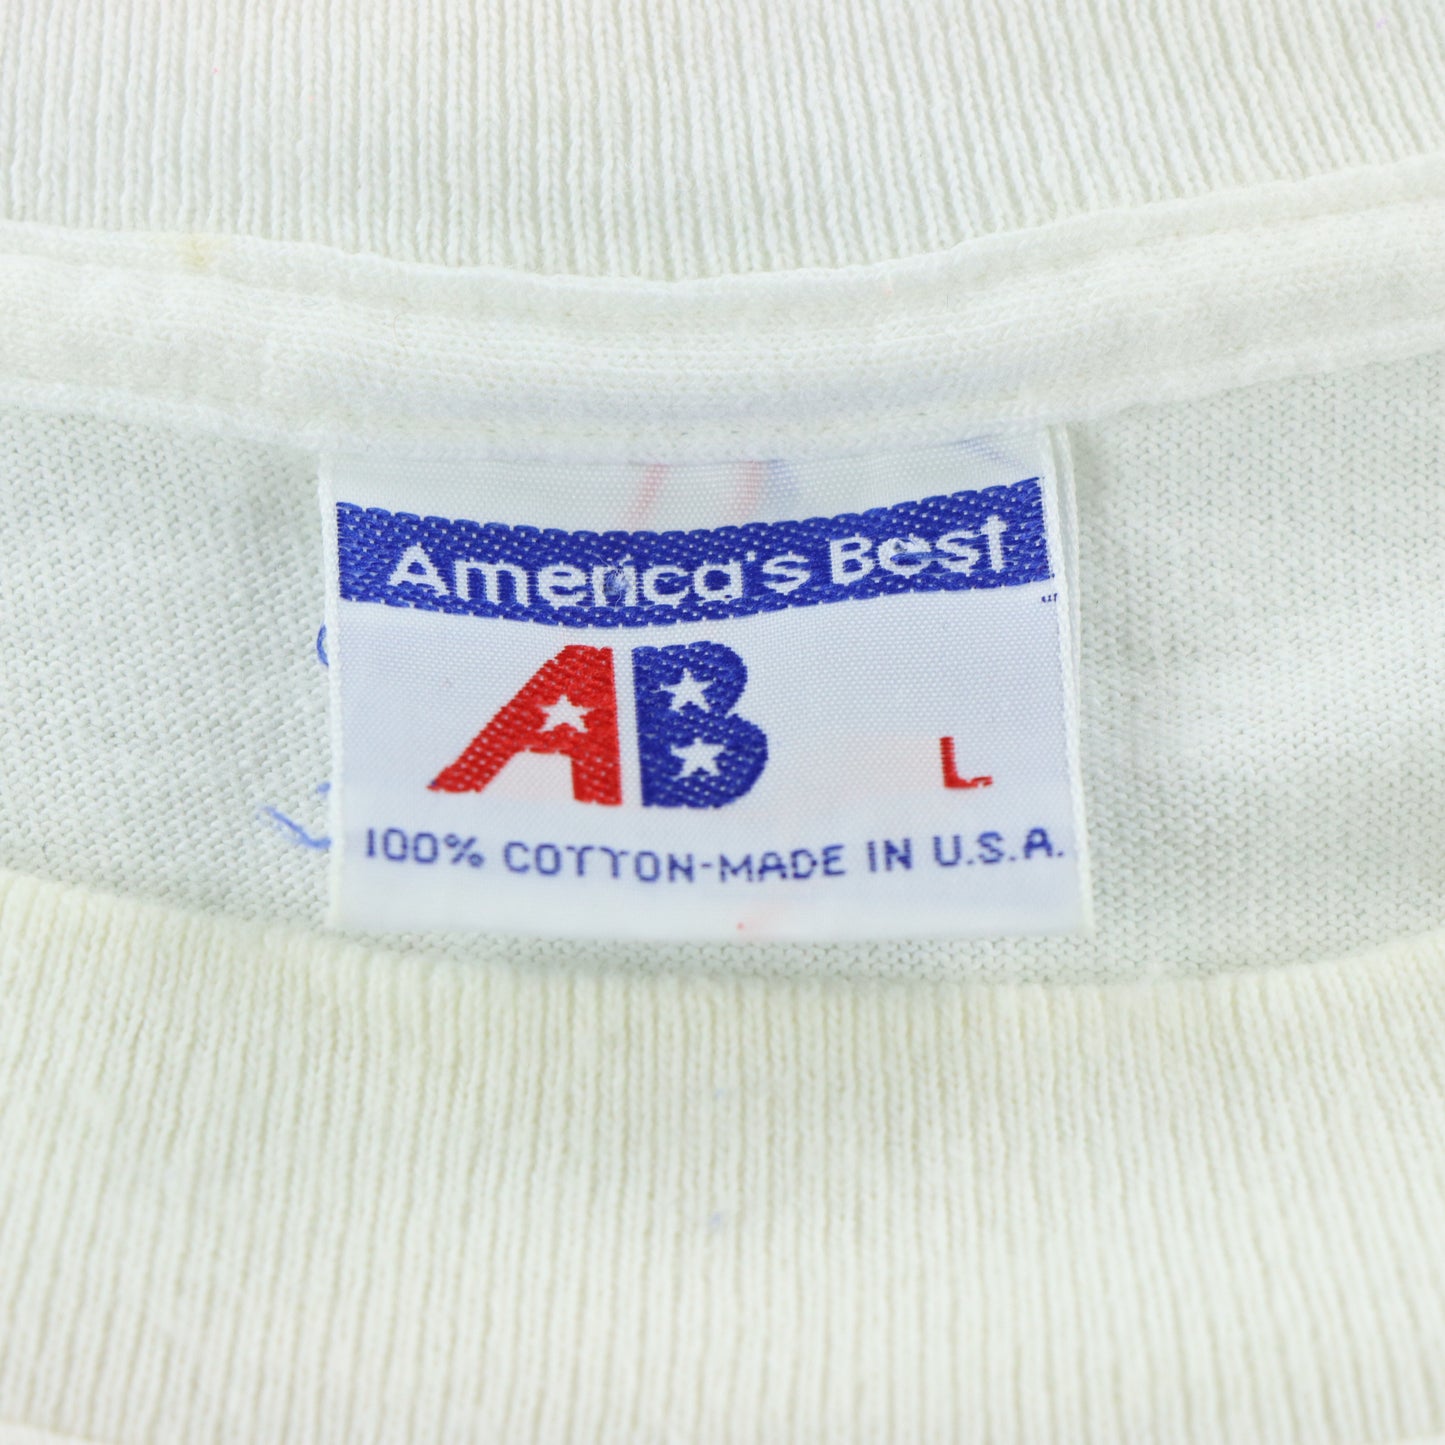 America's Best
AB
L
100% COTTON-MADE IN U.S.A.